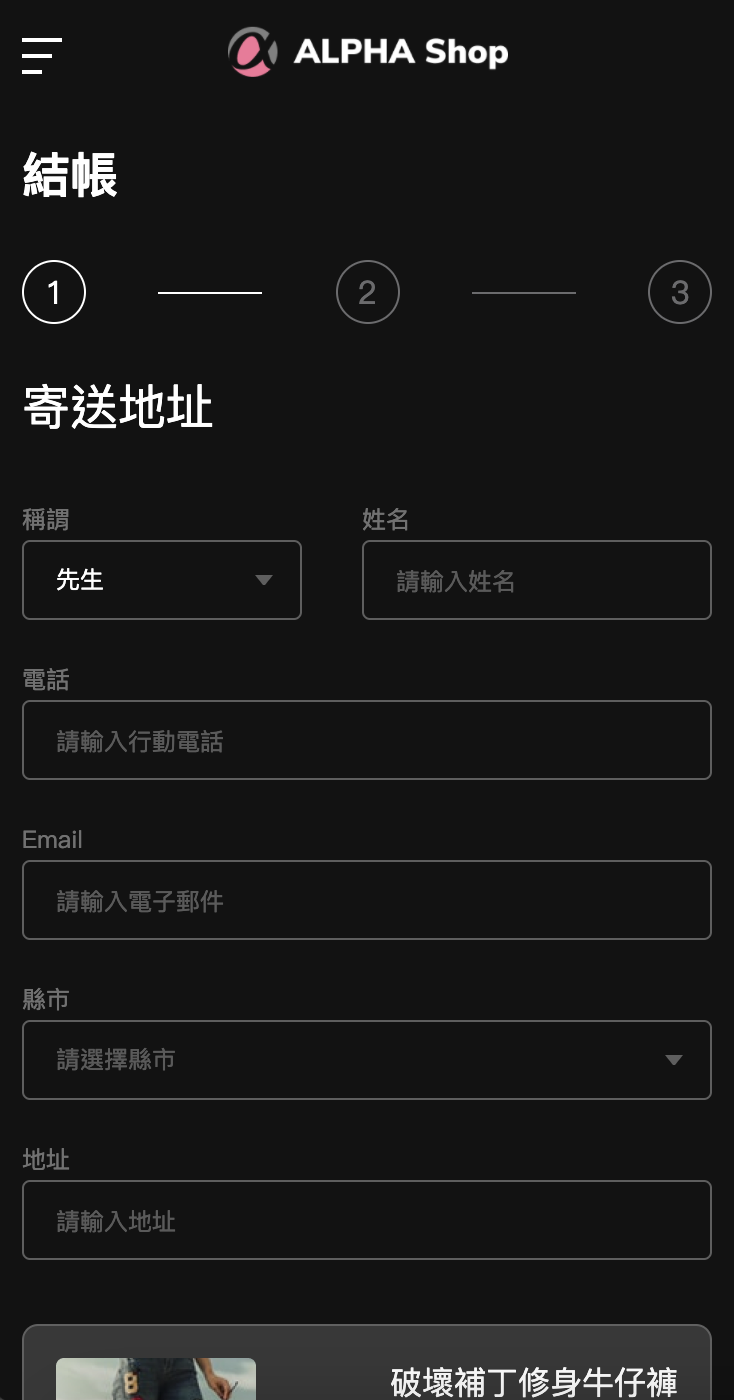 ALPHA Shop
結帳
1 2 3
寄送地址
稱謂 姓名
先生 請輸入姓名
電話
請輸入行動電話
Email
請輸入電子郵件
縣市
請選擇縣市
地址
請輸入地址
8
破壞補丁修身牛仔褲